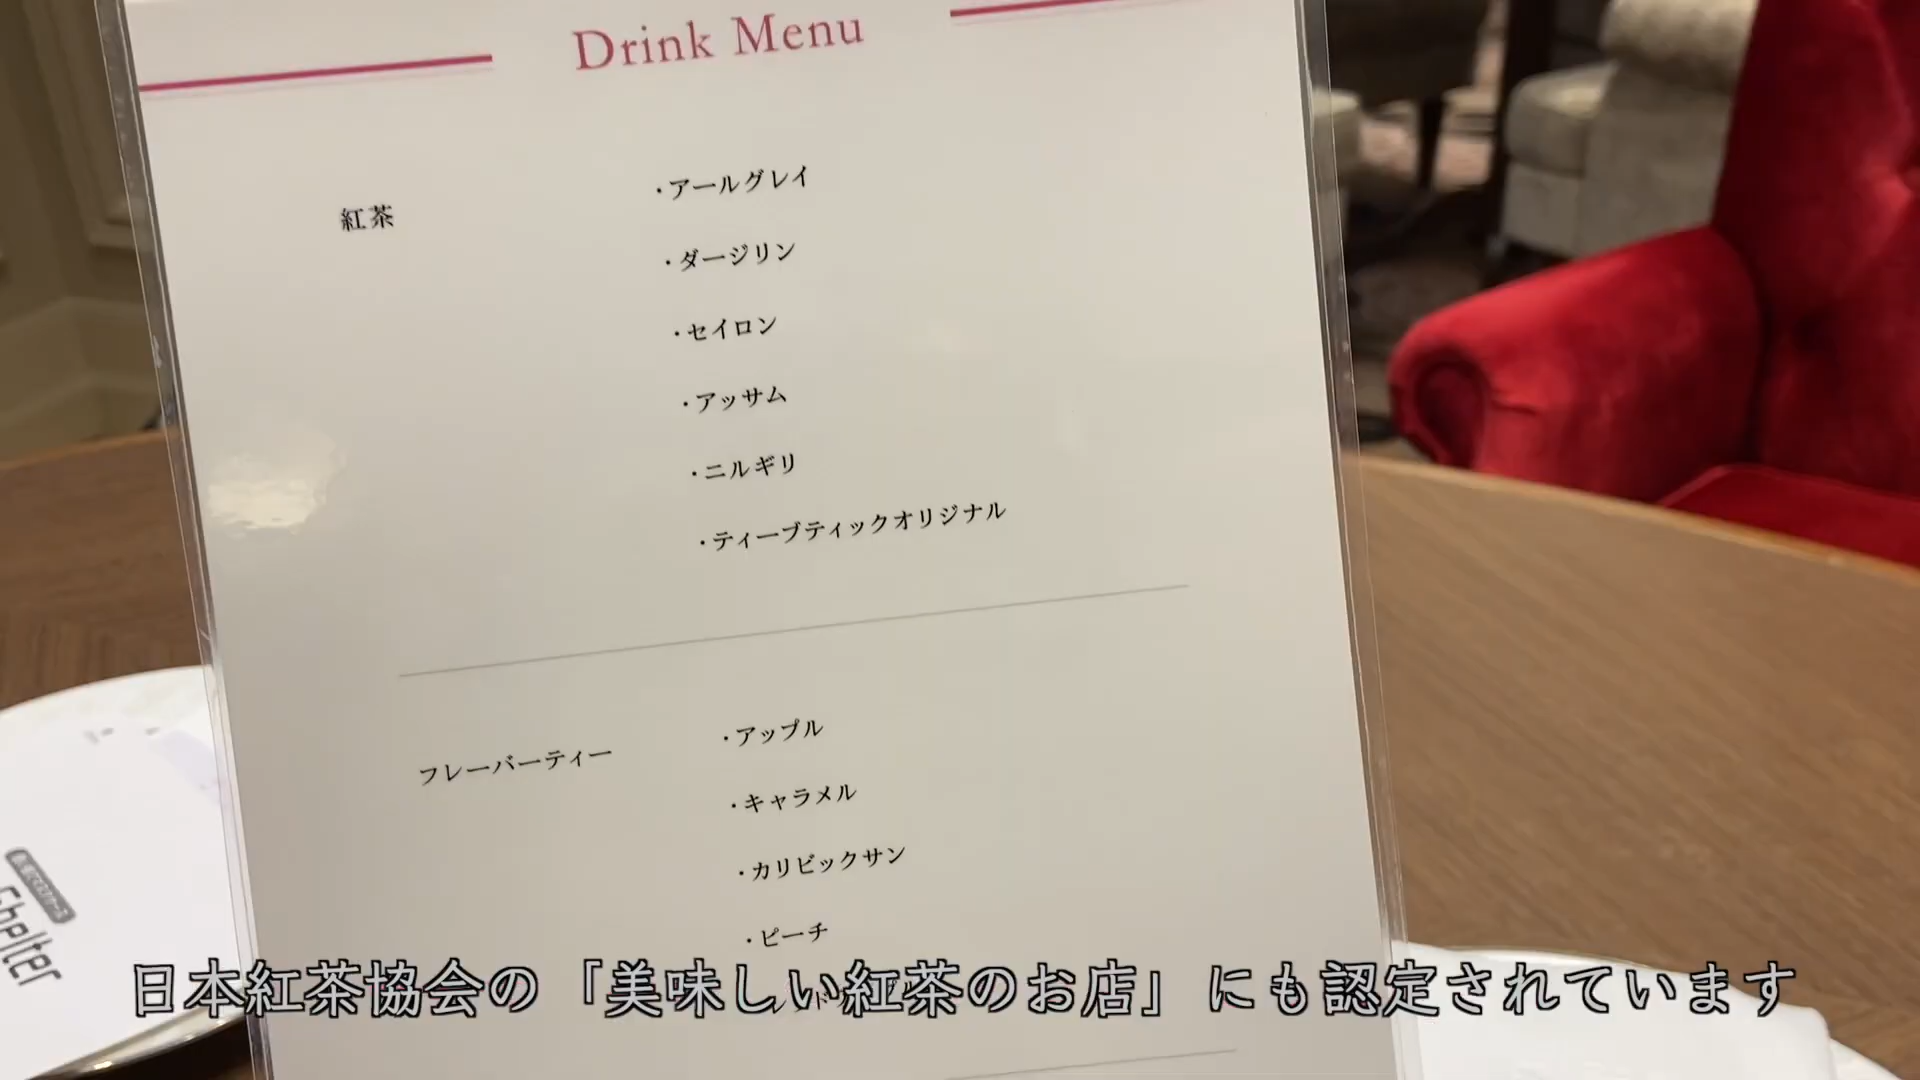 Drink Menu
紅茶
・アールグレイ
・ダージリン
・セイロン
・アッサム
・ニルギリ
・ティーブティックオリジナル
フレーバーティー
・アップル
・キャラメル
・カリビックサン
・ピーチ
日本紅茶協会の「美味しい紅茶のお店」にも認定されています
Shelter